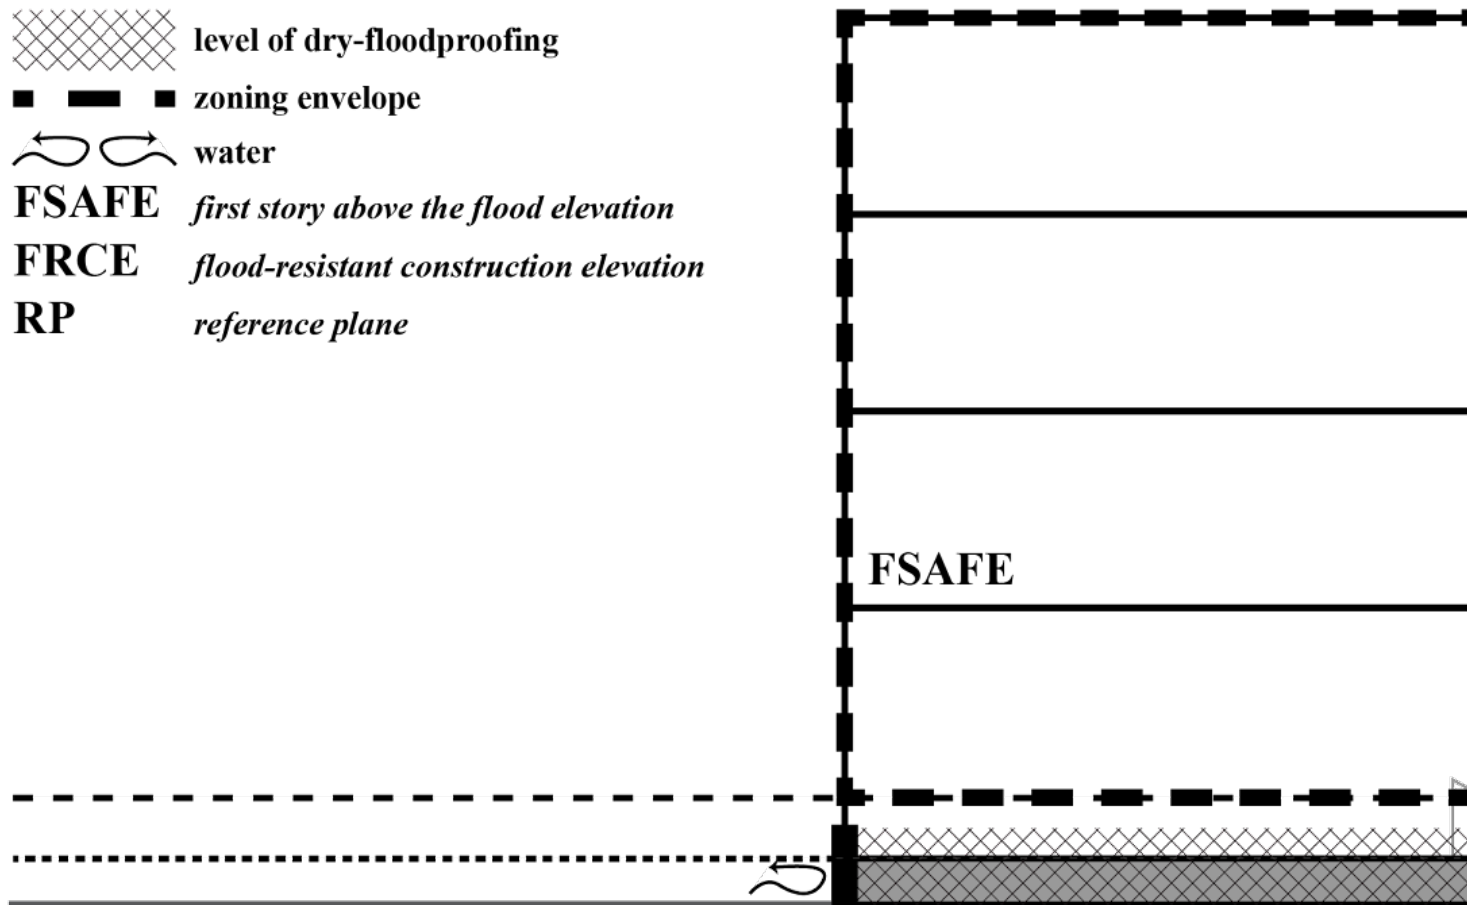 level of dry-floodproofing
zoning envelope
water
FSAFE first story above the flood elevation
FRCE flood-resistant construction elevation
RP reference plane
FSAFE